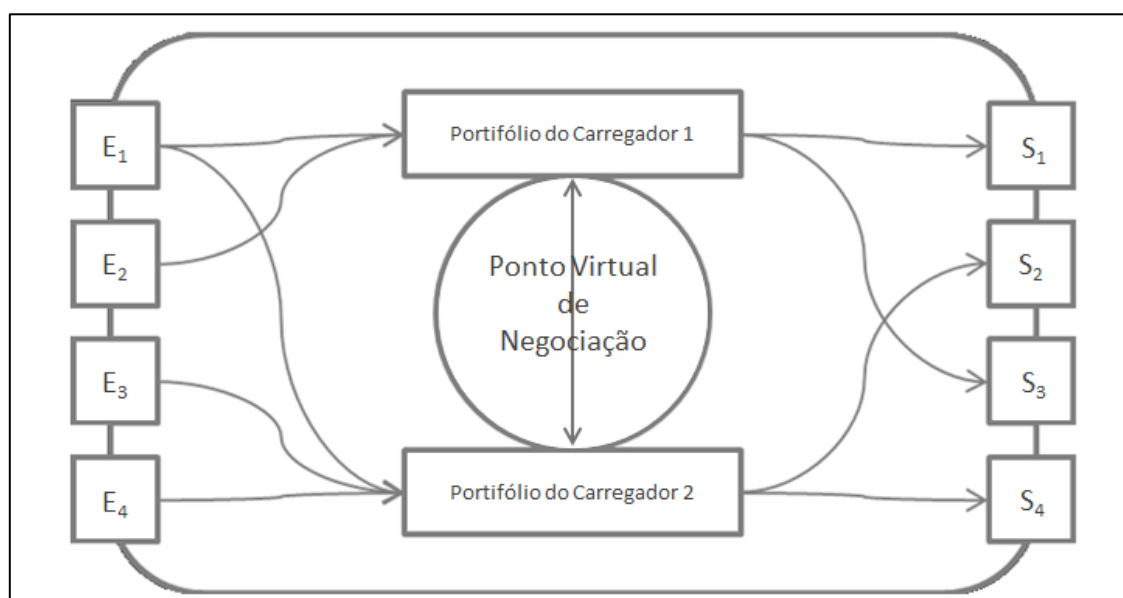 E1
Portifólio do Carregador 1
S1
E2
Ponto Virtual
de
Negociação
S2
E3
S3
E4
Portifólio do Carregador 2
S4